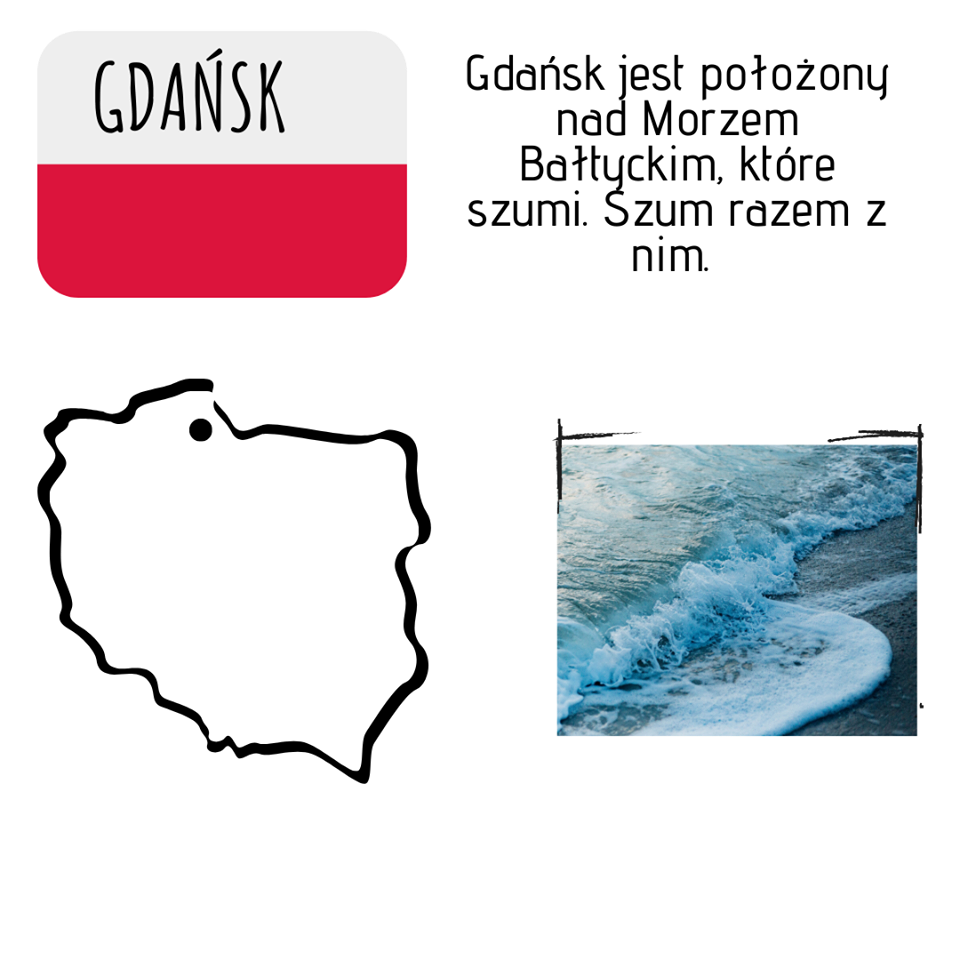 GDAŃSK
Gdańsk jest położony
nad Morzem
Bałtyckim, które
szumi. Szum razem z
nim.